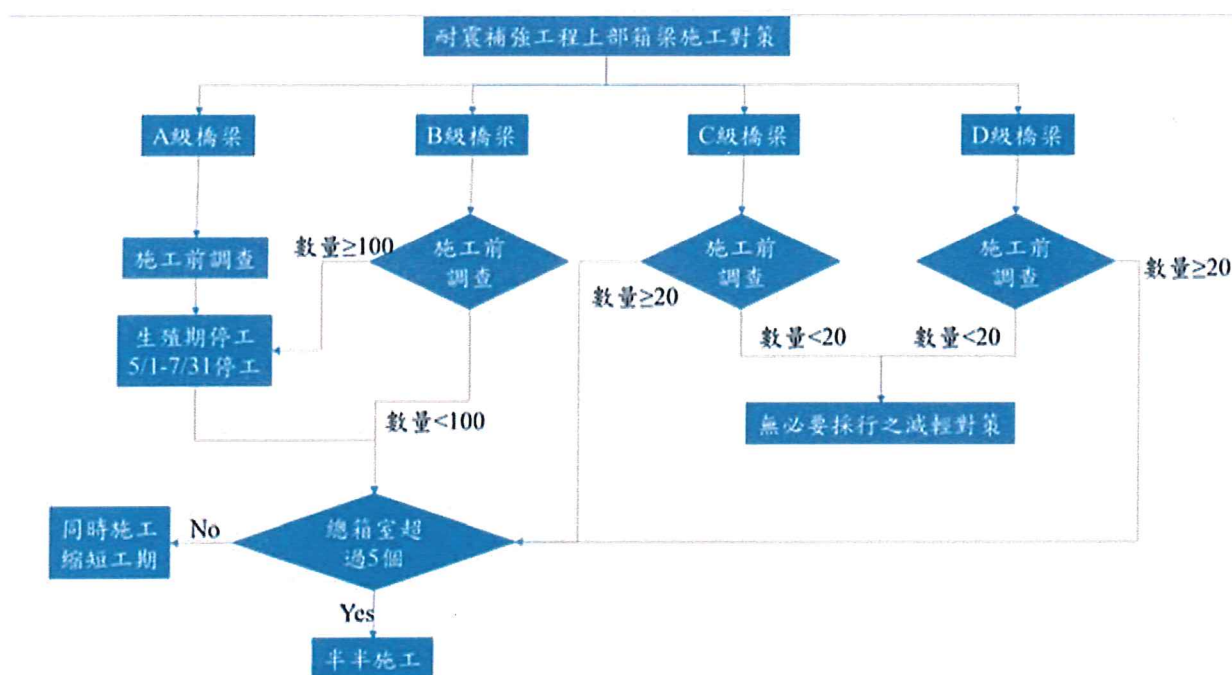 耐震補強工程上部箱梁施工對策
A級橋梁
B級橋梁
C級橋梁
D級橋梁
施工前調查
數量≥100
施工前
調查
施工前
調查
數量≥20
施工前
調查
數量≥20
生殖期停工
5/1-7/31停工
數量<20
數量<20
數量<100
無必要採行之減輕對策
同時施工
縮短工期
No
總箱室超
過5個
Yes
半半施工